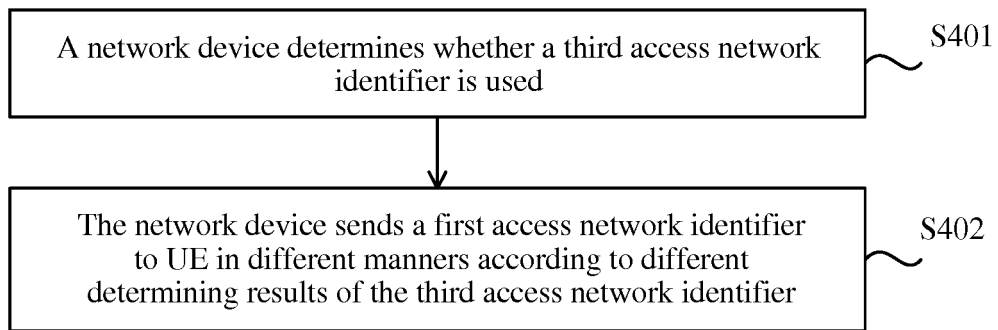 A network device determines whether a third access network
identifier is used
S401
The network device sends a first access network identifier
to UE in different manners according to different
determining results of the third access network identifier
S402